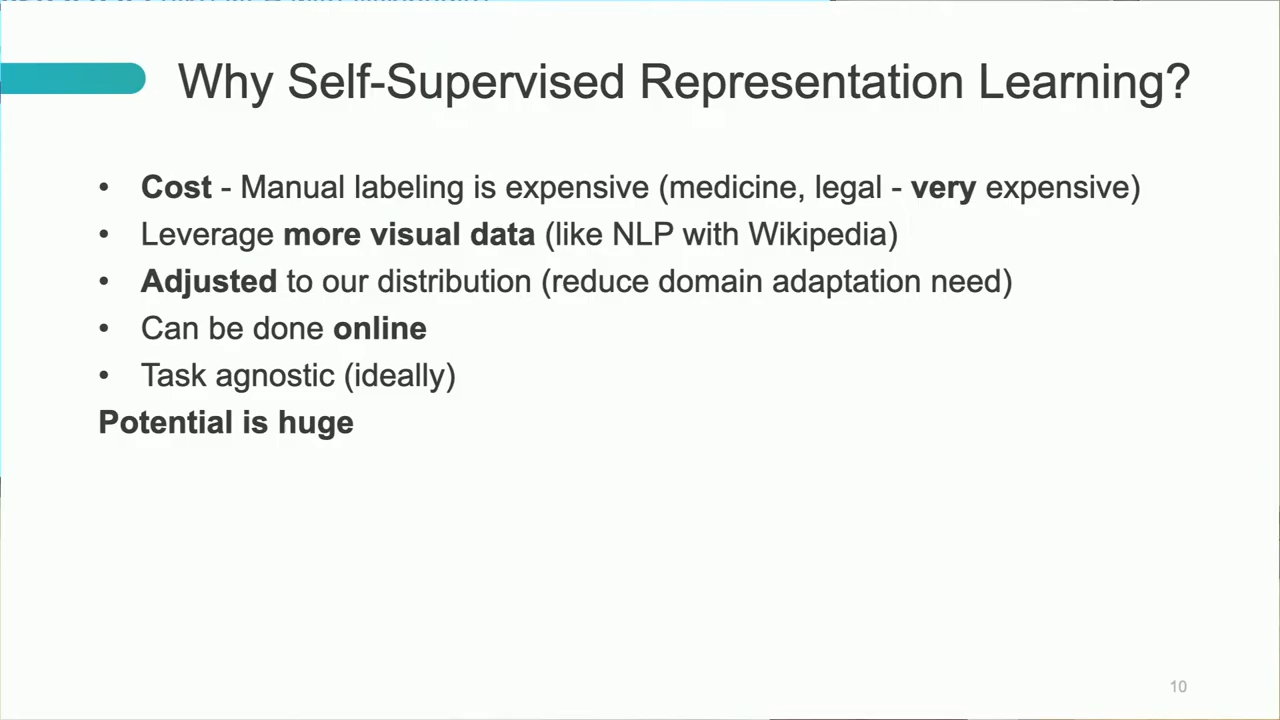 Why Self-Supervised Representation Learning?
• Cost - Manual labeling is expensive (medicine, legal - very expensive)
• Leverage more visual data (like NLP with Wikipedia)
• Adjusted to our distribution (reduce domain adaptation need)
• Can be done online
• Task agnostic (ideally)
Potential is huge
10